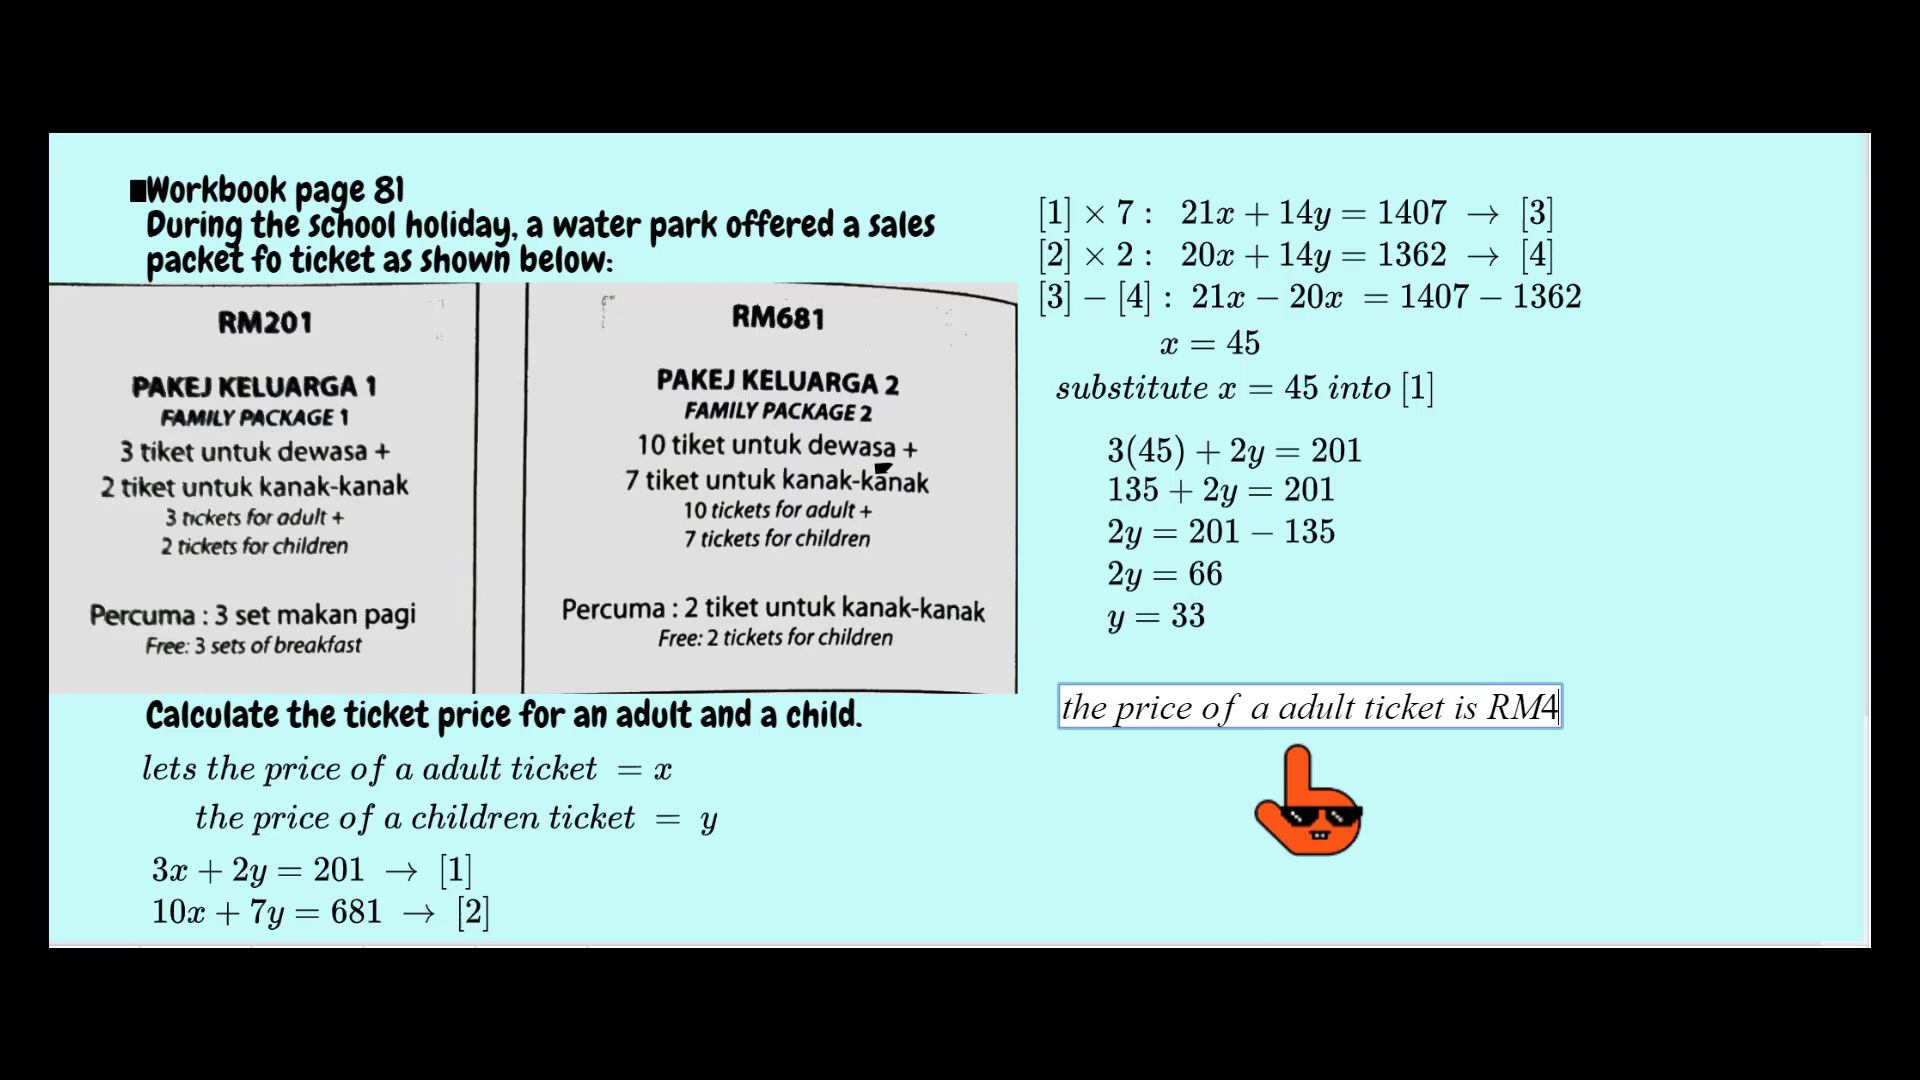 ■Workbook page 81
During the school holiday, a water park offered a sales
packet fo ticket as shown below:
RM201
PAKEJ KELUARGA 1
FAMILY PACKAGE 1
3 tiket untuk dewasa +
2 tiket untuk kanak-kanak
3 tickets for adult +
2 tickets for children
Percuma : 3 set makan pagi
Free: 3 sets of breakfast
RM681
PAKEJ KELUARGA 2
FAMILY PACKAGE 2
10 tiket untuk dewasa +
7 tiket untuk kanak-kanak
10 tickets for adult +
7 tickets for children
Percuma : 2 tiket untuk kanak-kanak
Free: 2 tickets for children
Calculate the ticket price for an adult and a child.
lets the price of a adult ticket = x
the price of a children ticket = y
3x + 2y = 201 → [1]
10x + 7y = 681 → [2]
[1] × 7 : 21x + 14y = 1407 → [3]
[2] × 2 : 20x + 14y = 1362 → [4]
[3] − [4] : 21x − 20x = 1407 − 1362
x = 45
substitute x = 45 into [1]
3(45) + 2y = 201
135 + 2y = 201
2y = 201 − 135
2y = 66
y = 33
the price of a adult ticket is RM4